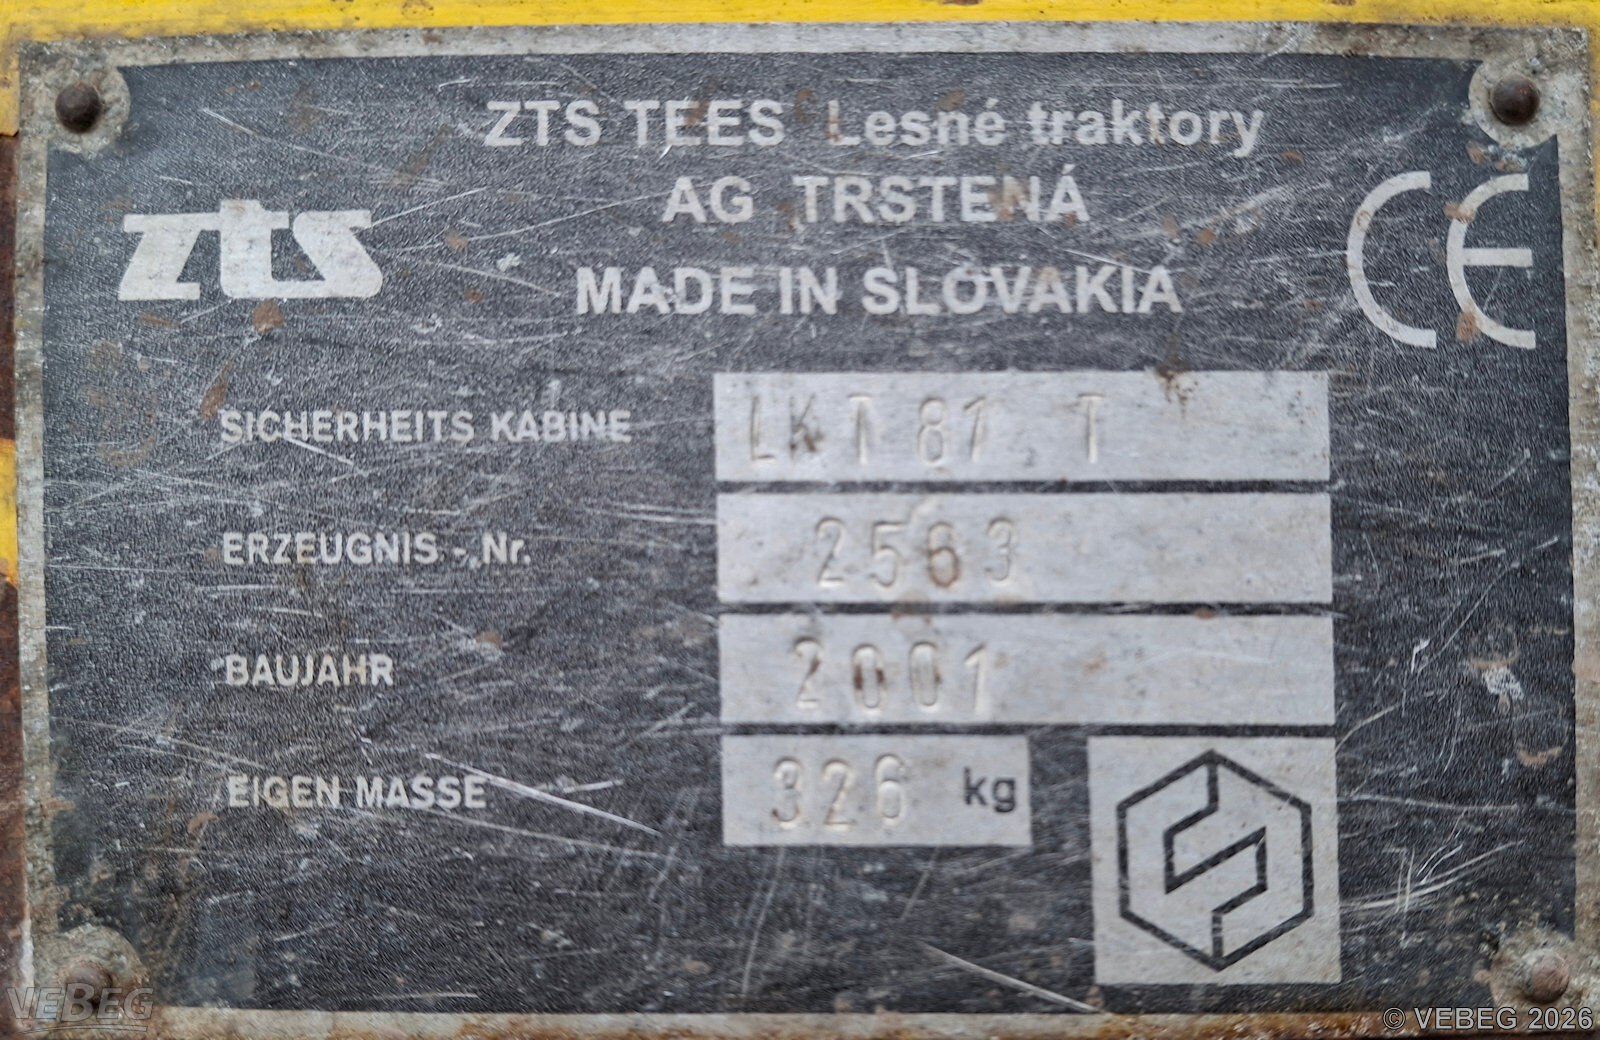 ZTS TEES Lesné traktory
AG TRSTENÁ
MADE IN SLOVAKIA
zts
CE
SICHERHEITS KABINE LKT 81 T
ERZEUGNIS - Nr. 2563
BAUJAHR 2001
EIGEN MASSE 326 kg
VEBEG
© VEBEG 2026